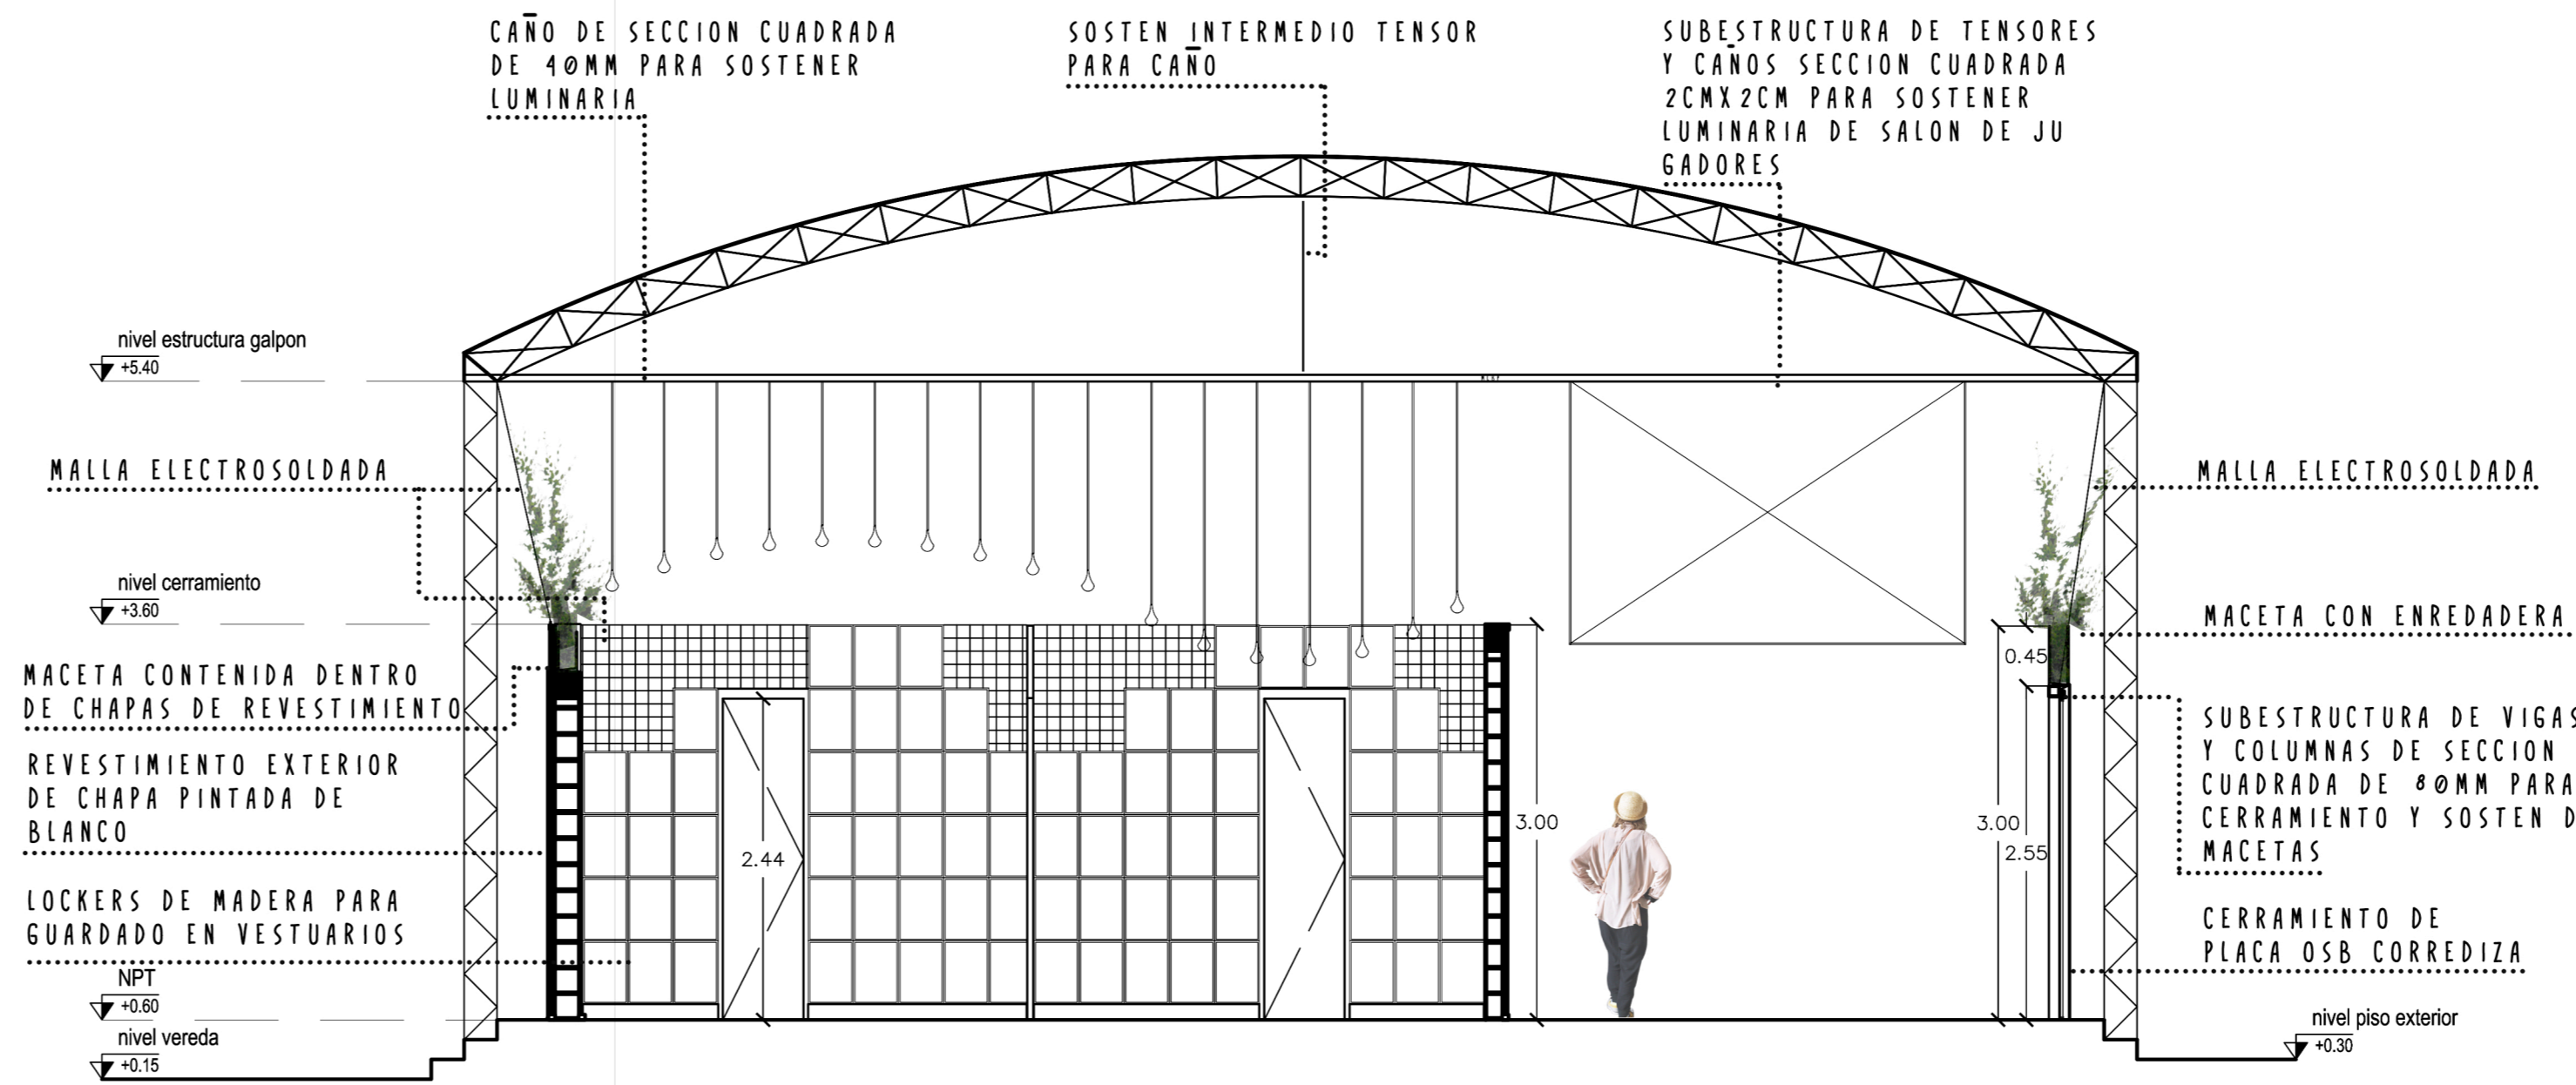 CAÑO DE SECCION CUADRADA
DE 40MM PARA SOSTENER
LUMINARIA
SOSTEN INTERMEDIO TENSOR
PARA CAÑO
SUBESTRUCTURA DE TENSORES
Y CAÑOS SECCION CUADRADA
2CMX2CM PARA SOSTENER
LUMINARIA DE SALON DE JU
GADORES
nivel estructura galpon
+5.40
MALLA ELECTROSOLDADA
nivel cerramiento
+3.60
MACETA CONTENIDA DENTRO
DE CHAPAS DE REVESTIMIENTO
REVESTIMIENTO EXTERIOR
DE CHAPA PINTADA DE
BLANCO
LOCKERS DE MADERA PARA
GUARDADO EN VESTUARIOS
NPT
+0.60
nivel vereda
+0.15
2.44
3.00
3.00
0.45
2.55
MALLA ELECTROSOLDADA
MACETA CON ENREDADERA
SUBESTRUCTURA DE VIGAS
Y COLUMNAS DE SECCION
CUADRADA DE 80MM PARA
CERRAMIENTO Y SOSTEN D
MACETAS
CERRAMIENTO DE
PLACA OSB CORREDIZA
nivel piso exterior
+0.30